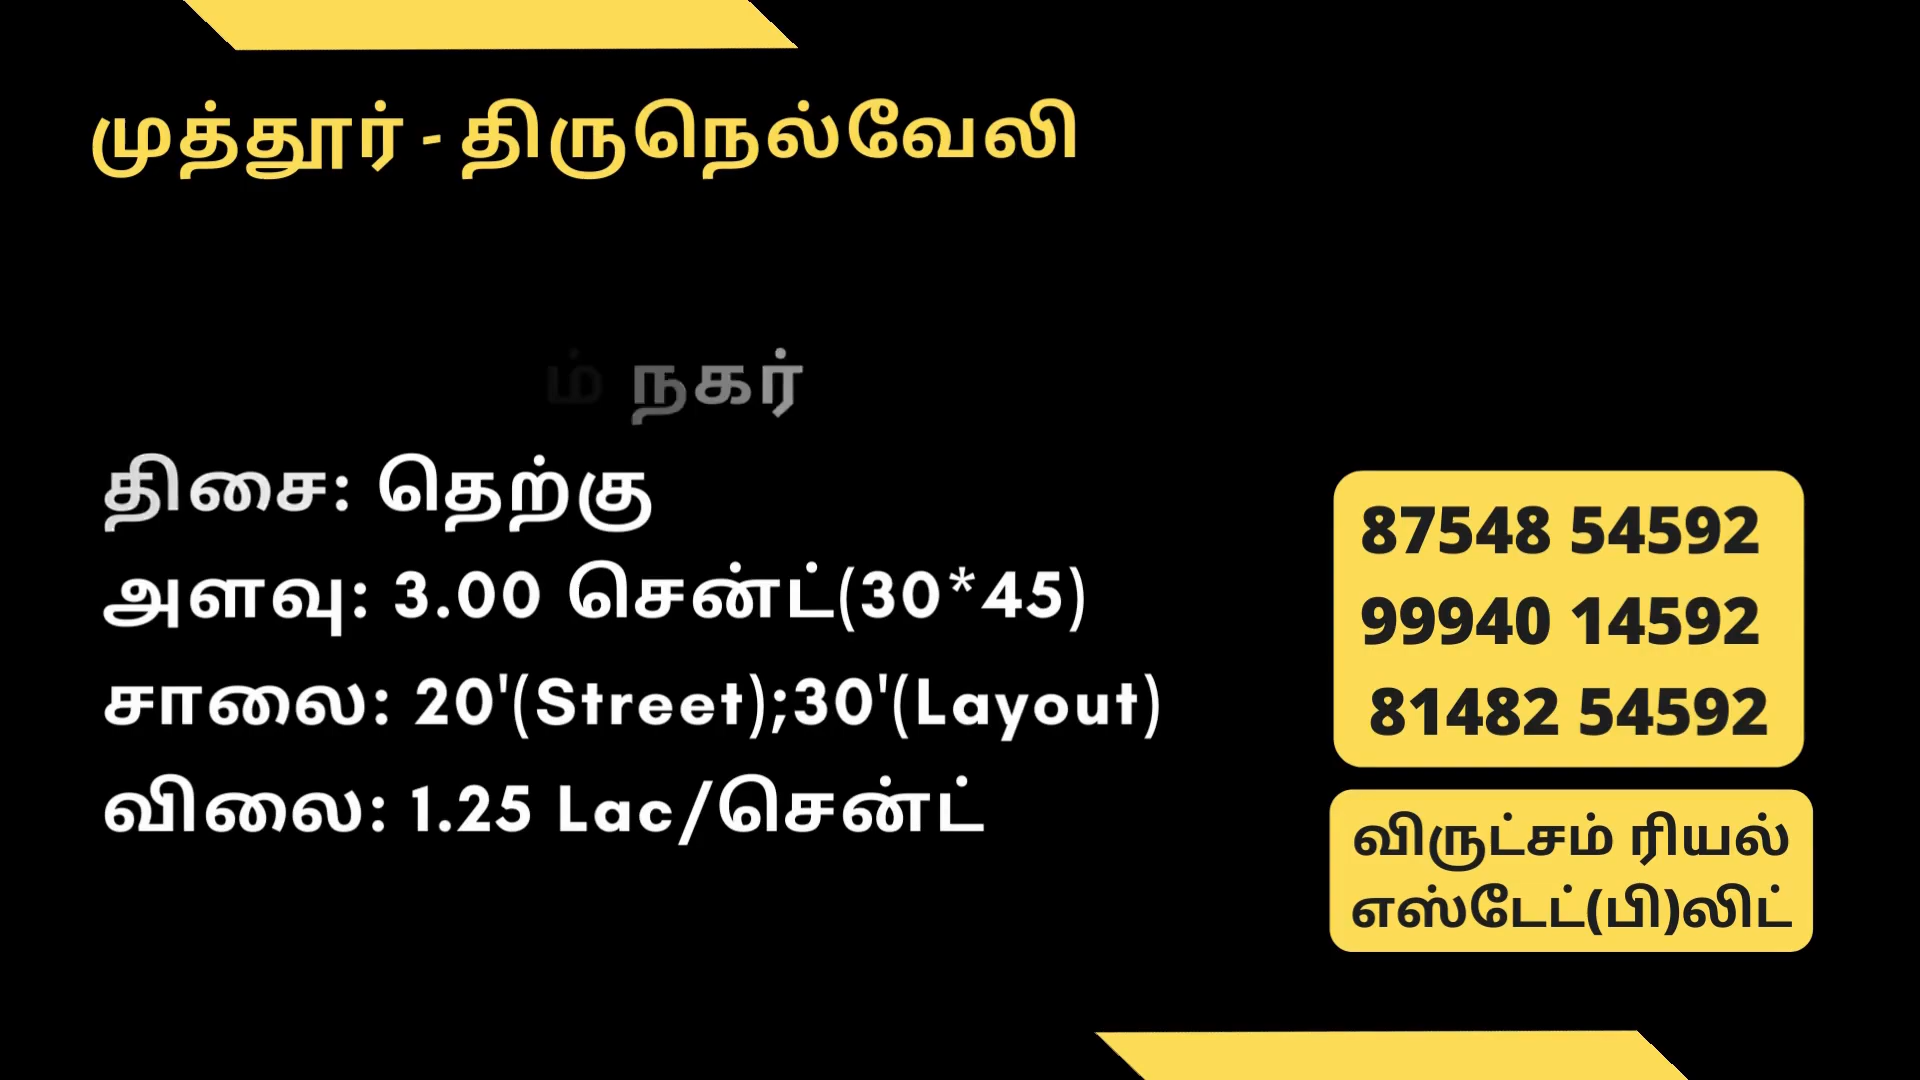 முத்தூர் - திருநெல்வேலி
நகர்
திசை: தெற்கு
அளவு: 3.00 சென்ட்(30*45)
சாலை: 20'(Street);30'(Layout)
விலை: 1.25 Lac/சென்ட்
87548 54592
99940 14592
81482 54592
விருட்சம் ரியல்
எஸ்டேட்(பி)லிட்